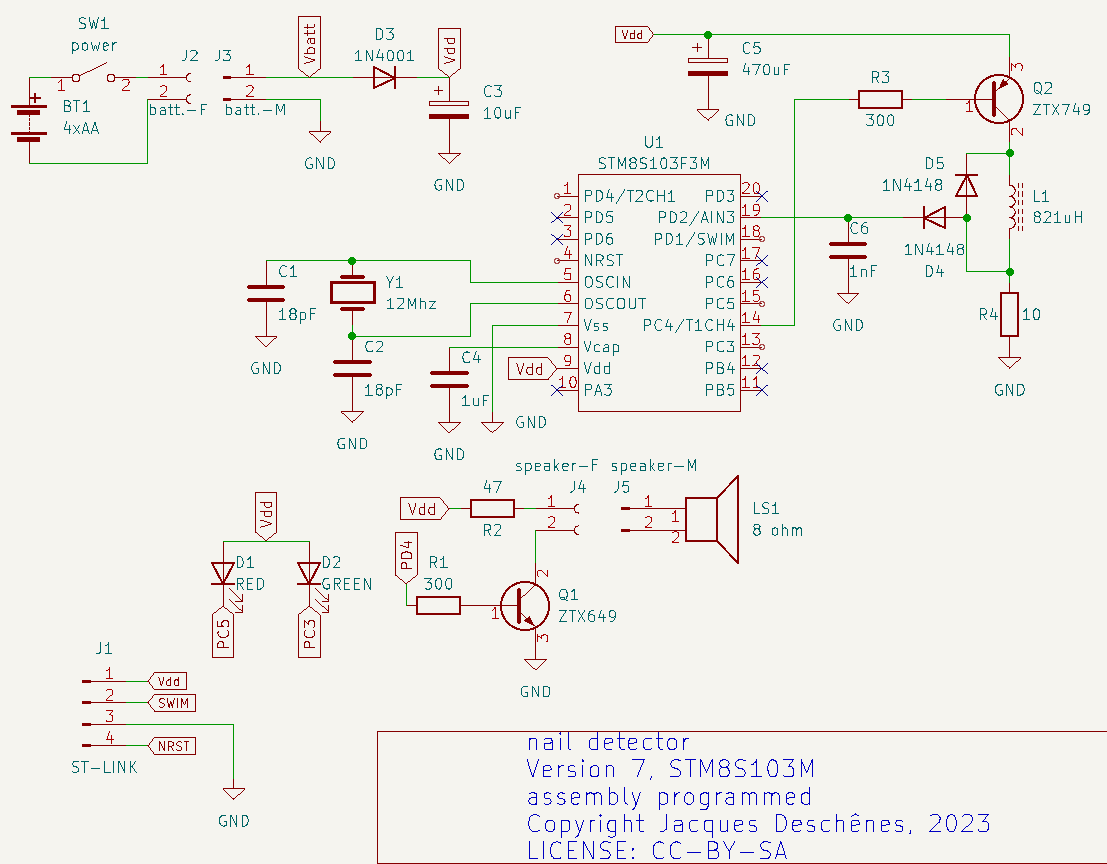 SW1
power
1
2
BT1
4xAA
J2
1
2
batt.-F
J3
1
2
batt.-M
Vbatt
GND
D3
1N4001
Vdd
C3
10uF
GND
Vdd
C5
470uF
GND
R3
300
Q2
ZTX749
1
2
3
D5
1N4148
L1
821uH
1N4148
D4
C6
1nF
GND
R4
10
GND
U1
STM8S103F3M
1 PD4/T2CH1
2 PD5
3 PD6
4 NRST
5 OSCIN
6 OSCOUT
7 Vss
8 Vcap
9 Vdd
10 PA3
PD3 20
PD2/AIN3 19
PD1/SWIM 18
PC7 17
PC6 16
PC5 15
PC4/T1CH4 14
PC3 13
PB4 12
PB5 11
C1
18pF
GND
Y1
12Mhz
C2
18pF
GND
C4
1uF
GND
Vdd
GND
speaker-F speaker-M
J4
J5
Vdd
47
R2
1
2
1
2
1
2
LS1
8 ohm
PD4
R1
300
Q1
ZTX649
1
2
3
GND
Vdd
D1
RED
D2
GREEN
PC5
PC3
J1
1 Vdd
2 SWIM
3
4 NRST
ST-LINK
GND
nail detector
Version 7, STM8S103M
assembly programmed
Copyright Jacques Deschênes, 2023
LICENSE: CC-BY-SA